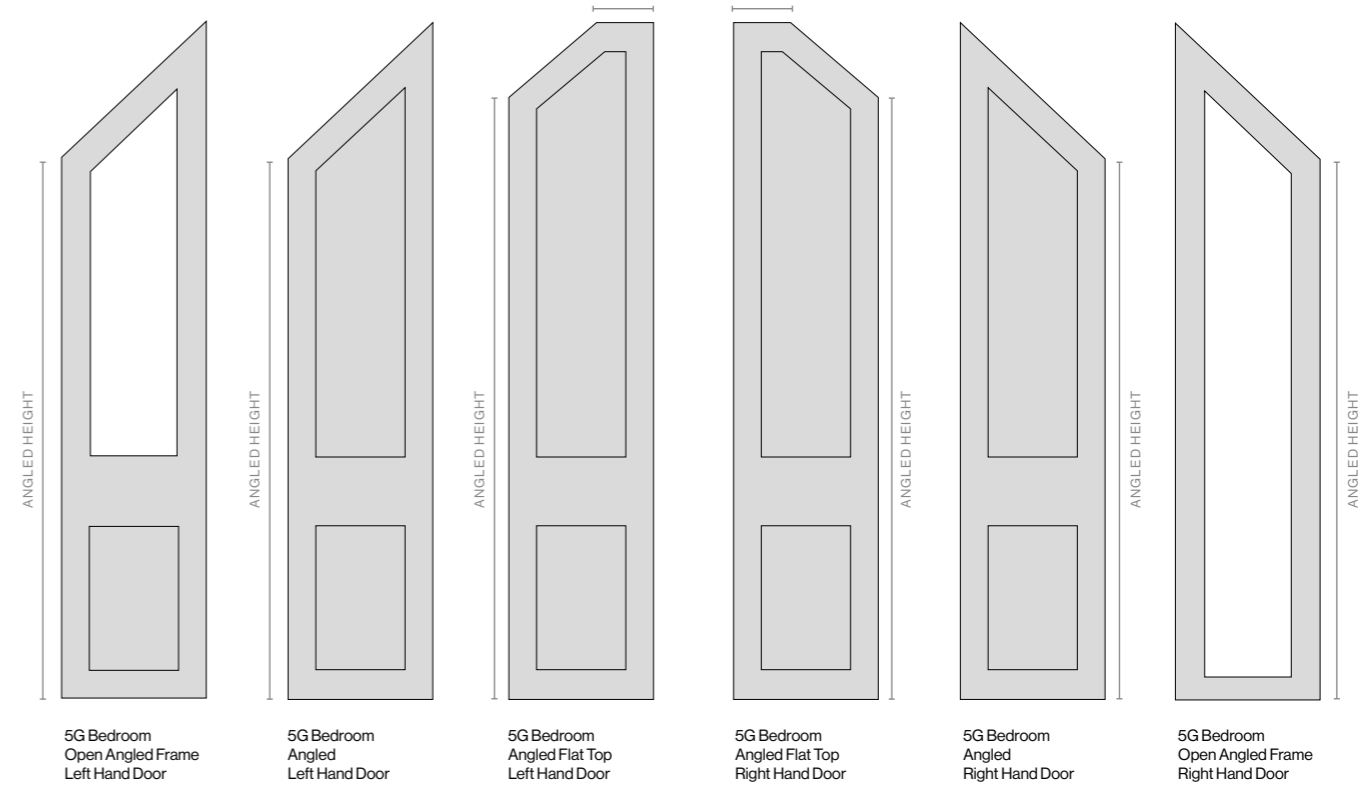 ANGLED HEIGHT
ANGLED HEIGHT
ANGLED HEIGHT
ANGLED HEIGHT
ANGLED HEIGHT
ANGLED HEIGHT
5G Bedroom
Open Angled Frame
Left Hand Door
5G Bedroom
Angled
Left Hand Door
5G Bedroom
Angled Flat Top
Left Hand Door
5G Bedroom
Angled Flat Top
Right Hand Door
5G Bedroom
Angled
Right Hand Door
5G Bedroom
Open Angled Frame
Right Hand Door